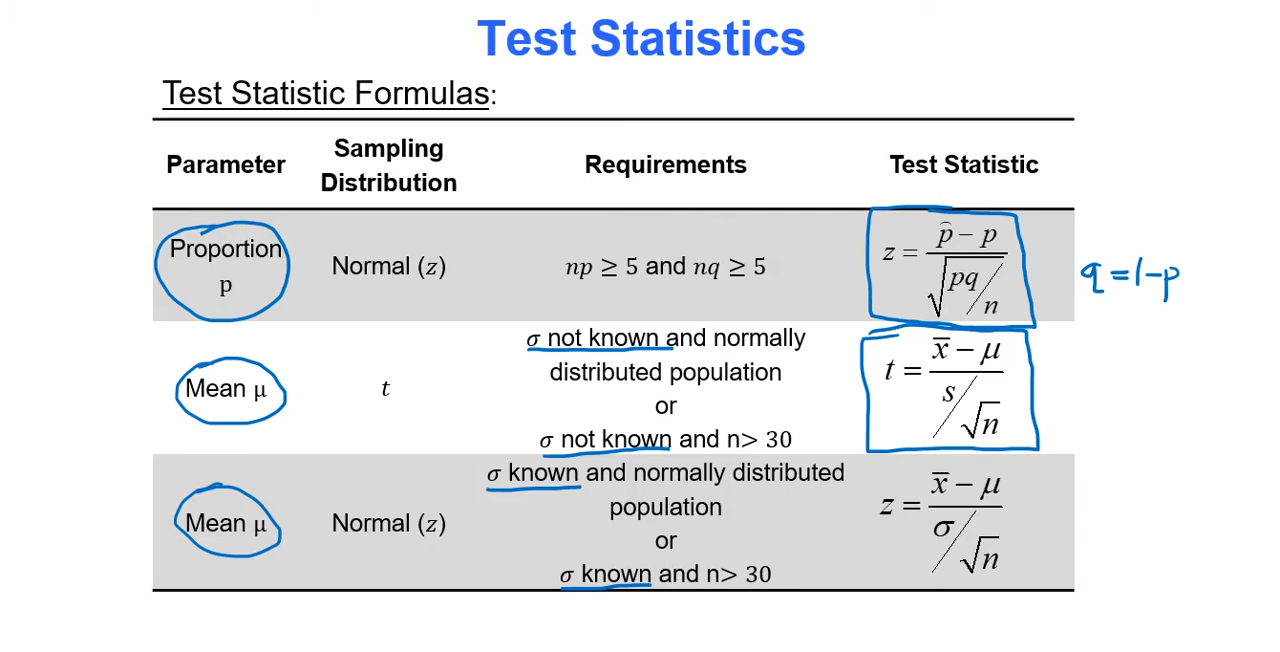 Test Statistics
Test Statistic Formulas:
Parameter
Sampling
Distribution
Requirements
Test Statistic
Proportion
p
Normal (z)
np ≥ 5 and nq ≥ 5
z = (p̂ − p) / √(pq/n)
q = 1-p
Mean μ
t
σ not known and normally
distributed population
or
σ not known and n> 30
t = (x̄ − μ) / (s/√n)
Mean μ
Normal (z)
σ known and normally distributed
population
or
σ known and n> 30
z = (x̄ − μ) / (σ/√n)